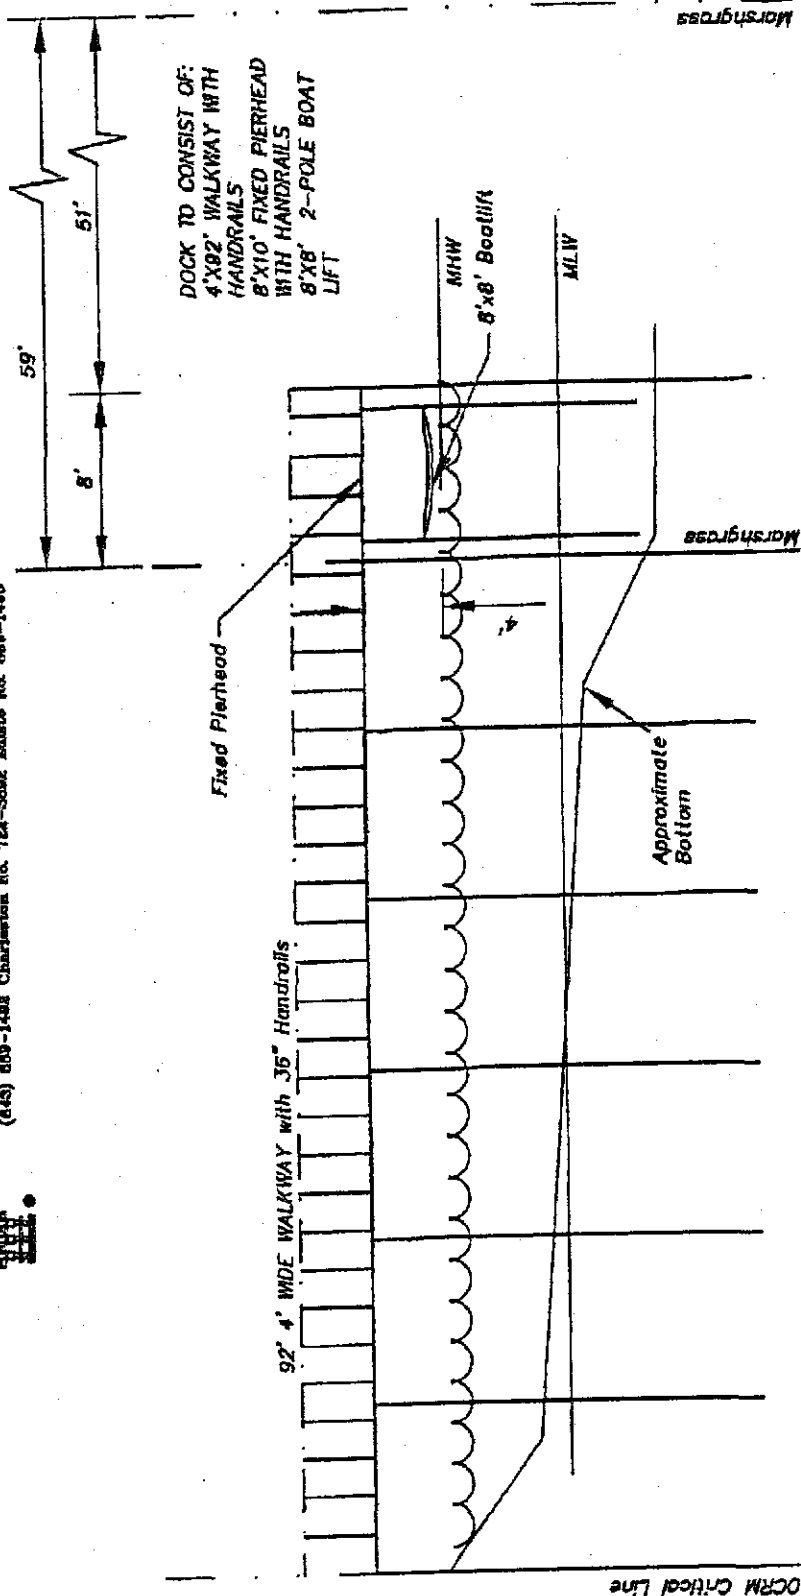 59'
8'
51'
DOCK TO CONSIST OF:
4'X92' WALKWAY WITH
HANDRAILS
8'X10' FIXED PIERHEAD
WITH HANDRAILS
8'X8' 2-POLE BOAT
LIFT
Fixed Pierhead
92' 4' WIDE WALKWAY with 36" Handrails
MHW
8'x8' Boatlift
MLW
4'
Approximate
Bottom
Marshgrass
Marshgrass
OCRM Critical Line